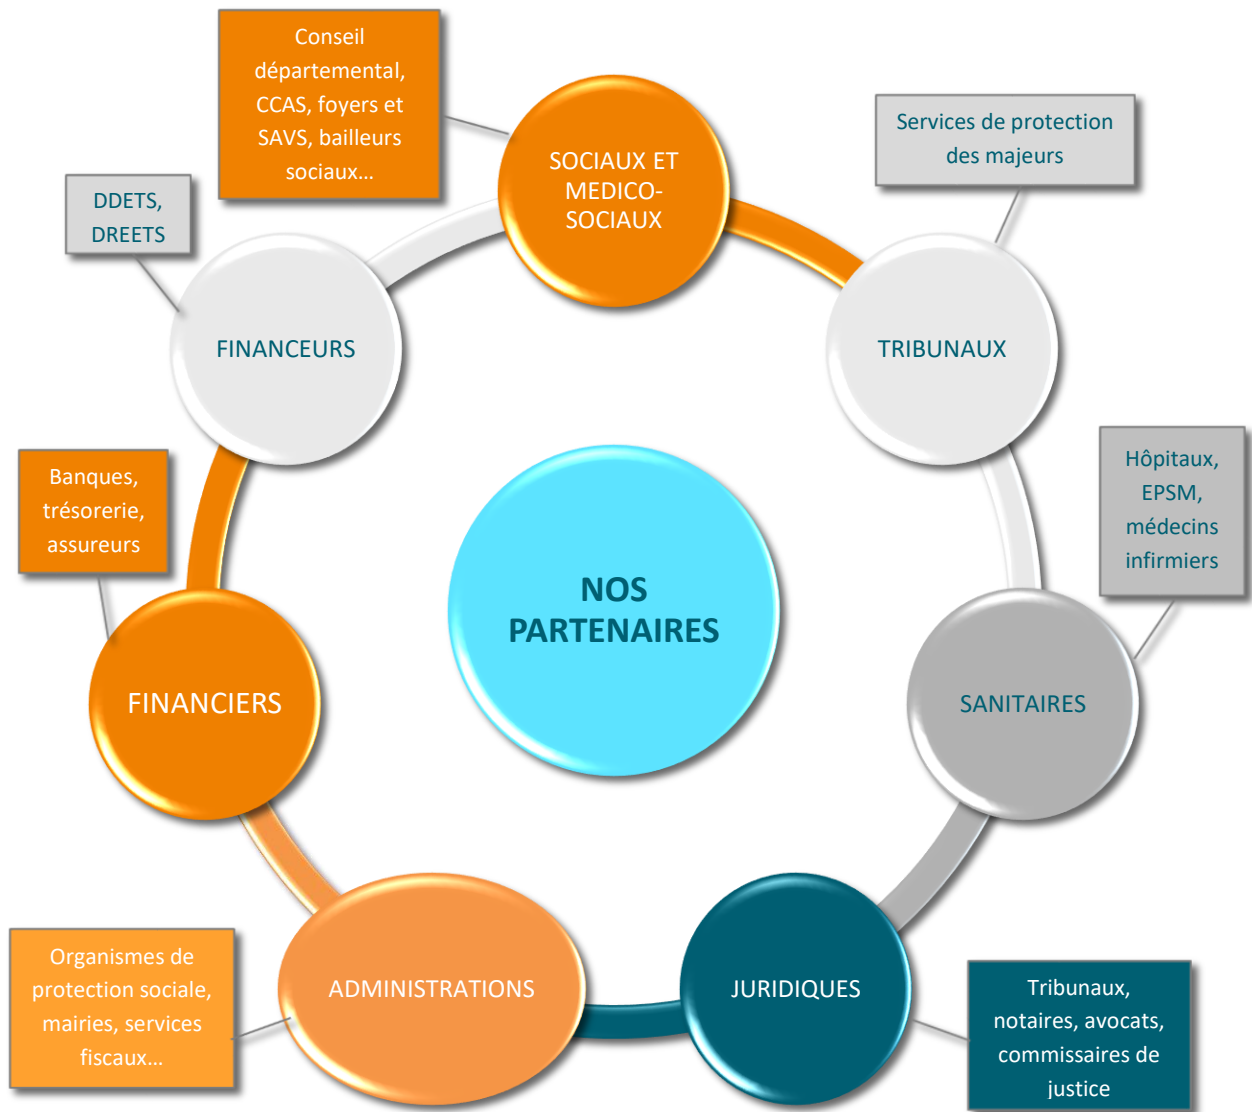 Conseil
départemental,
CCAS, foyers et
SAVS, bailleurs
sociaux...
SOCIAUX ET
MEDICO-
SOCIAUX
Services de protection
des majeurs
TRIBUNAUX
Hôpitaux,
EPSM,
médecins
infirmiers
SANITAIRES
Tribunaux,
notaires, avocats,
commissaires de
justice
JURIDIQUES
Organismes de
protection sociale,
mairies, services
fiscaux...
ADMINISTRATIONS
Banques,
trésorerie,
assureurs
FINANCIERS
DDETS,
DREETS
FINANCEURS
NOS
PARTENAIRES